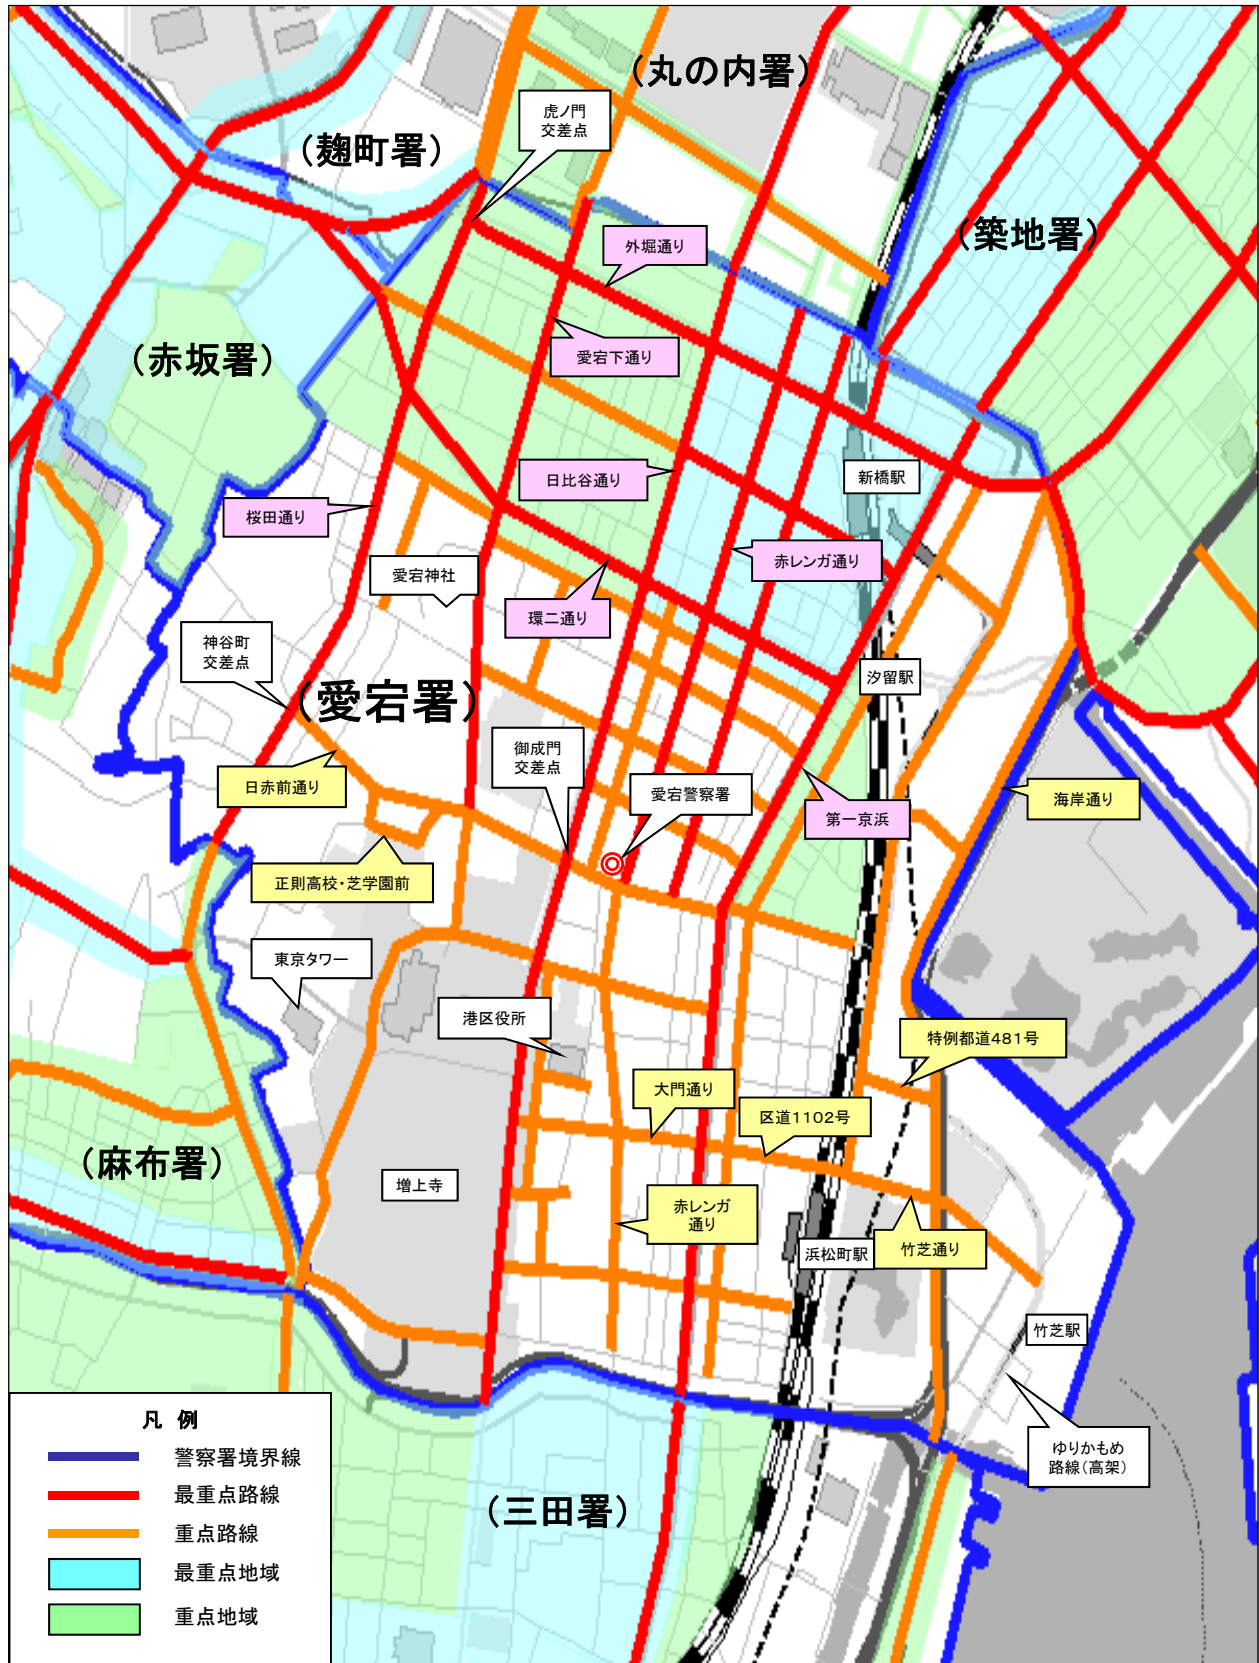 (丸の内署)
虎ノ門
交差点
(麹町署)
(築地署)
外堀通り
(赤坂署)
愛宕下通り
日比谷通り
新橋駅
桜田通り
赤レンガ通り
愛宕神社
環二通り
神谷町
交差点
汐留駅
(愛宕署)
御成門
交差点
日赤前通り
愛宕警察署
海岸通り
第一京浜
正則高校・芝学園前
東京タワー
港区役所
特例都道481号
大門通り
区道1102号
(麻布署)
増上寺
赤レンガ
通り
浜松町駅
竹芝通り
竹芝駅
ゆりかもめ
路線(高架)
(三田署)
凡 例
警察署境界線
最重点路線
重点路線
最重点地域
重点地域